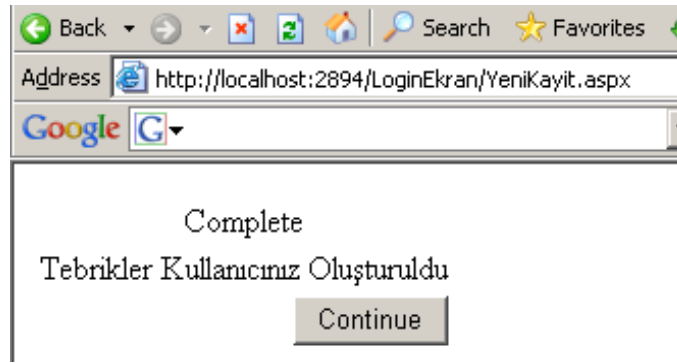 Back Search Favorites
Address http://localhost:2894/LoginEkran/YeniKayit.aspx
Google G
Complete
Tebrikler Kullanıcınız Oluşturuldu
Continue